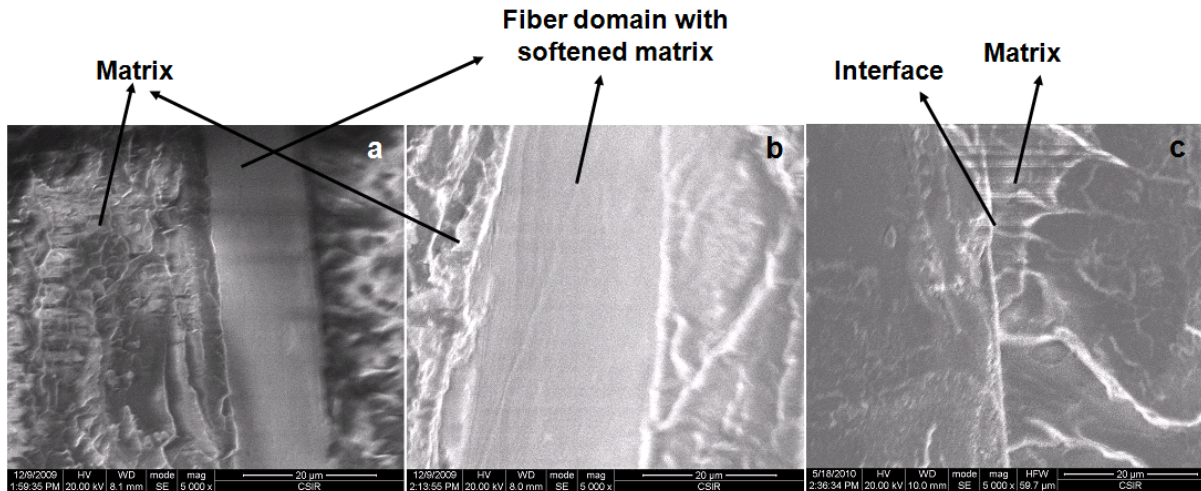 Fiber domain with
softened matrix
Matrix
Interface
Matrix
a
b
c
12/9/2009 HV WD mode mag 20 µm
1:59:35 PM 20.00 kV 8.1 mm SE 5 000 x CSIR
12/9/2009 HV WD mode mag 20 µm
2:13:55 PM 20.00 kV 8.0 mm SE 5 000 x CSIR
5/18/2010 HV WD mode mag HFW 20 µm
2:36:34 PM 20.00 kV 10.0 mm SE 5 000 x 59.7 µm CSIR